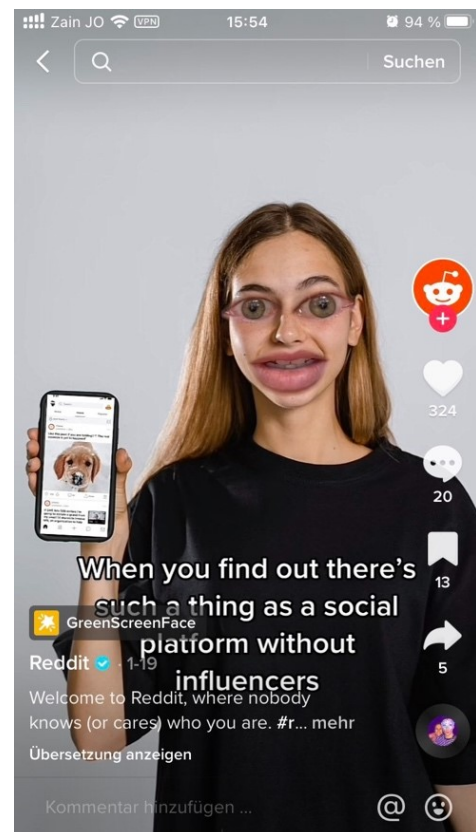 Zain JO VPN 15:54 94 %
Suchen
324
20
When you find out there's
13
such a thing as a social
GreenScreenFace
platform without
Reddit · 1-19
5
influencers
Welcome to Reddit, where nobody
knows (or cares) who you are. #r... mehr
Übersetzung anzeigen
Kommentar hinzufügen ...